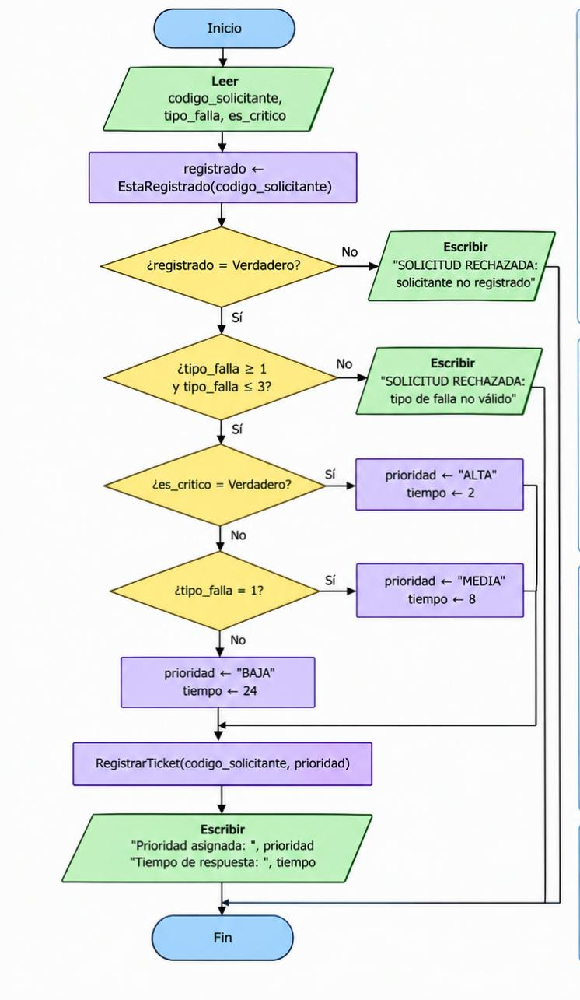 Inicio
Leer
codigo_solicitante,
tipo_falla, es_critico
registrado ←
EstaRegistrado(codigo_solicitante)
¿registrado = Verdadero?
No
Escribir
"SOLICITUD RECHAZADA:
solicitante no registrado"
Sí
¿tipo_falla ≥ 1
y tipo_falla ≤ 3?
No
Escribir
"SOLICITUD RECHAZADA:
tipo de falla no válido"
Sí
¿es_critico = Verdadero?
Sí
prioridad ← "ALTA"
tiempo ← 2
No
¿tipo_falla = 1?
Sí
prioridad ← "MEDIA"
tiempo ← 8
No
prioridad ← "BAJA"
tiempo ← 24
RegistrarTicket(codigo_solicitante, prioridad)
Escribir
"Prioridad asignada: ", prioridad
"Tiempo de respuesta: ", tiempo
Fin